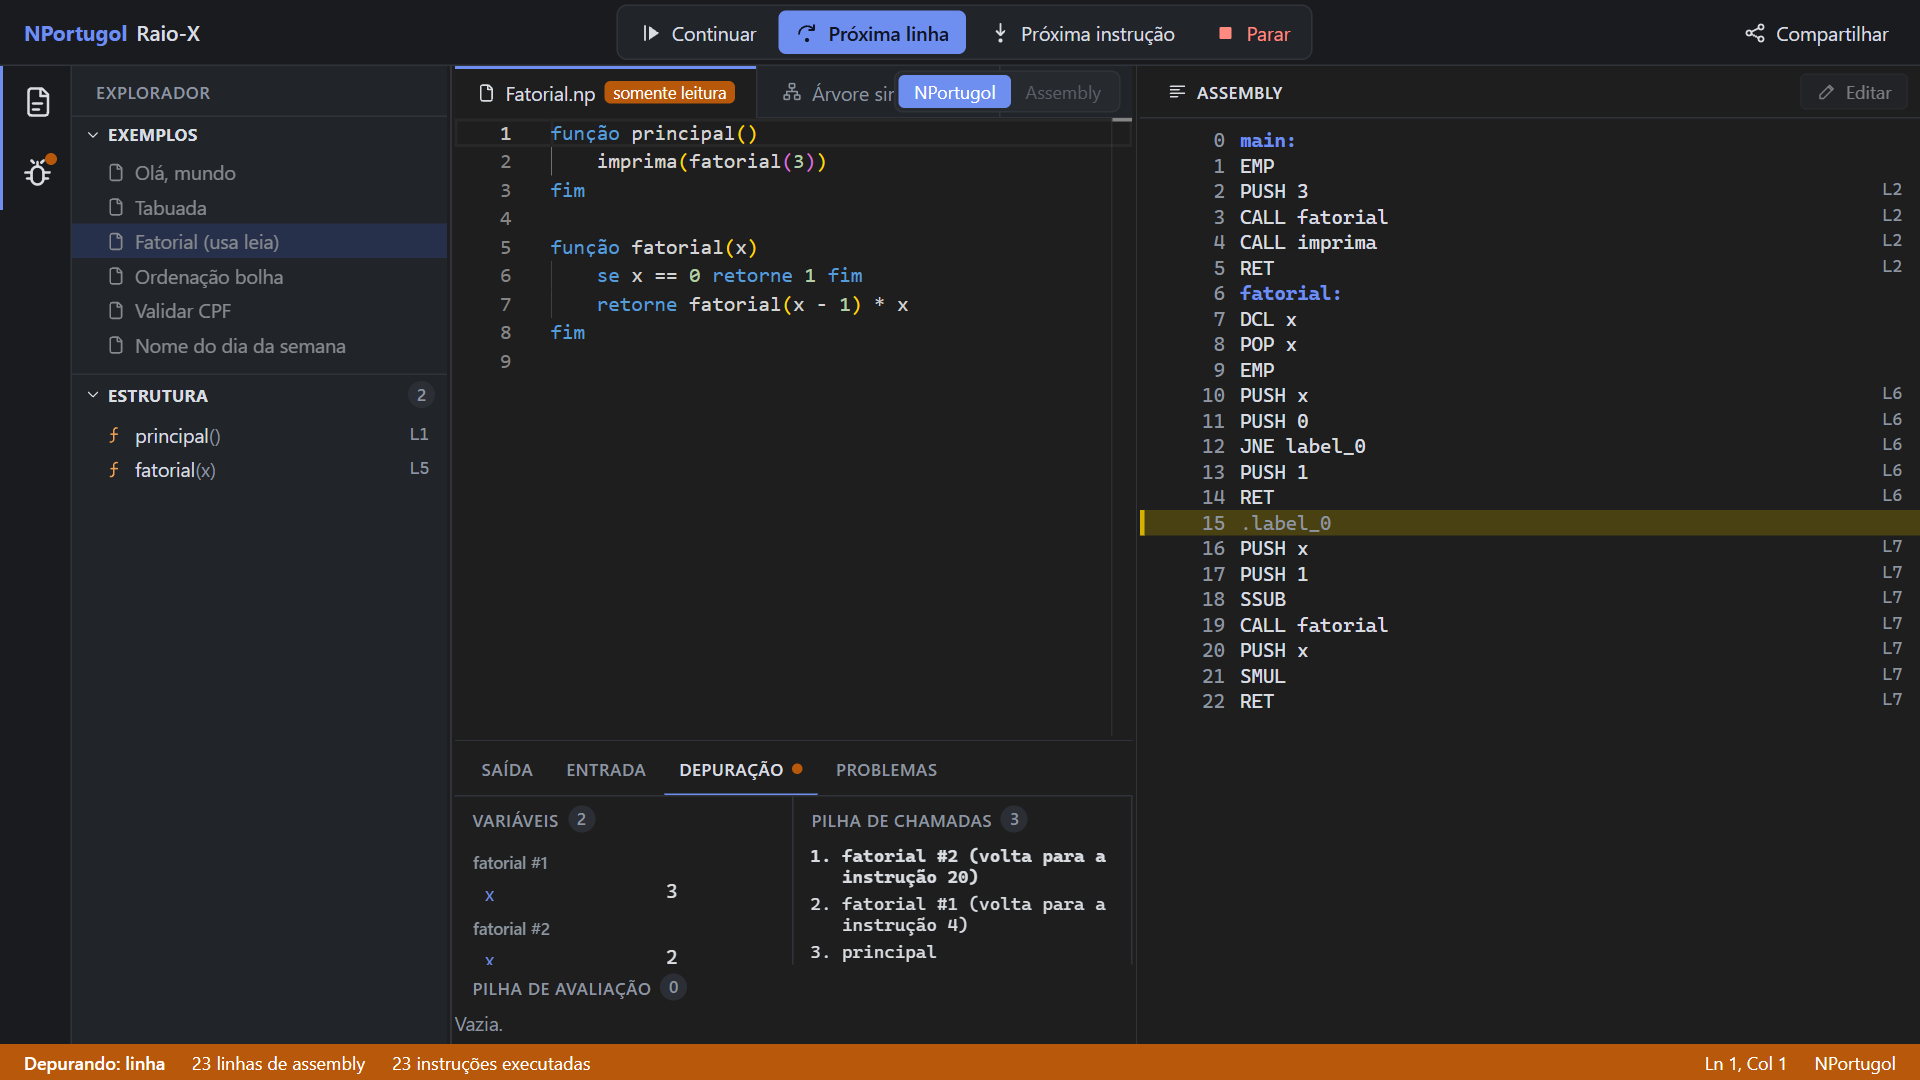 NPortugol Raio-X
Continuar
Próxima linha
Próxima instrução
Parar
Compartilhar
EXPLORADOR
EXEMPLOS
Olá, mundo
Tabuada
Fatorial (usa leia)
Ordenação bolha
Validar CPF
Nome do dia da semana
ESTRUTURA 2
principal() L1
fatorial(x) L5
Fatorial.np somente leitura
Árvore sin
NPortugol
Assembly
1 função principal()
2 imprima(fatorial(3))
3 fim
4
5 função fatorial(x)
6 se x == 0 retorne 1 fim
7 retorne fatorial(x - 1) * x
8 fim
9
SAÍDA
ENTRADA
DEPURAÇÃO
PROBLEMAS
VARIÁVEIS 2
fatorial #1
x 3
fatorial #2
x 2
PILHA DE CHAMADAS 3
1. fatorial #2 (volta para a
instrução 20)
2. fatorial #1 (volta para a
instrução 4)
3. principal
PILHA DE AVALIAÇÃO 0
Vazia.
ASSEMBLY
Editar
0 main:
1 EMP
2 PUSH 3 L2
3 CALL fatorial L2
4 CALL imprima L2
5 RET L2
6 fatorial:
7 DCL x
8 POP x
9 EMP
10 PUSH x L6
11 PUSH 0 L6
12 JNE label_0 L6
13 PUSH 1 L6
14 RET L6
15 .label_0
16 PUSH x L7
17 PUSH 1 L7
18 SSUB L7
19 CALL fatorial L7
20 PUSH x L7
21 SMUL L7
22 RET L7
Depurando: linha
23 linhas de assembly
23 instruções executadas
Ln 1, Col 1
NPortugol